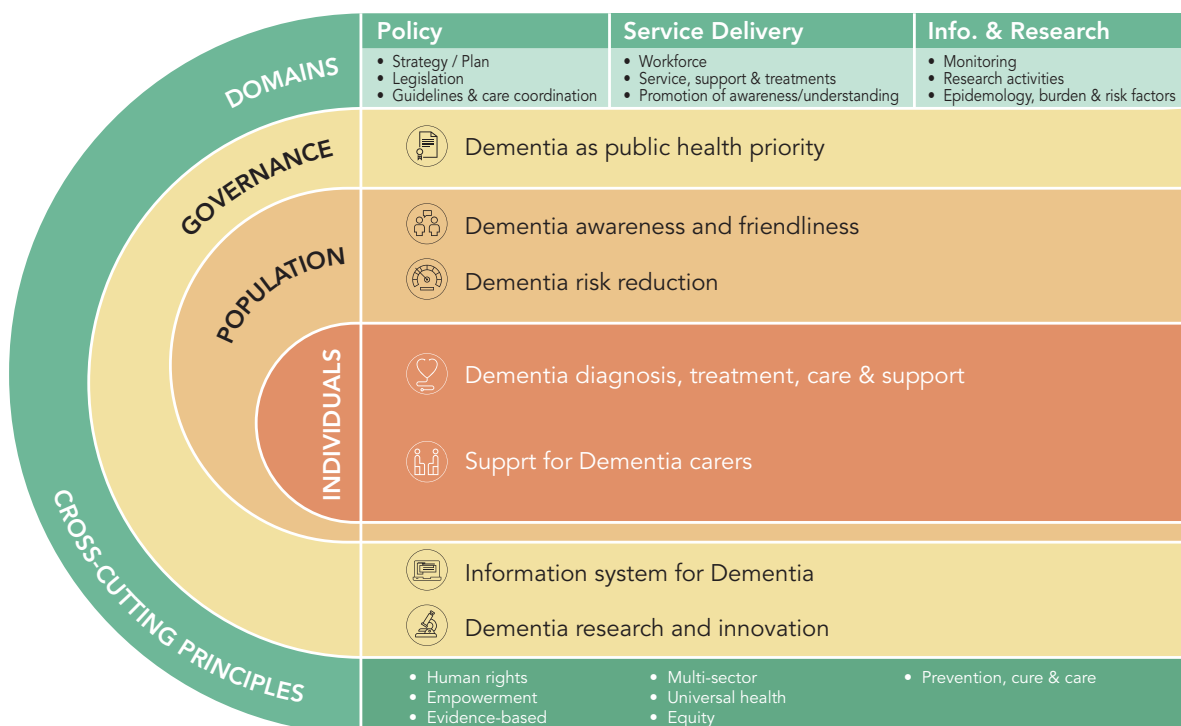 DOMAINS
Policy
• Strategy / Plan
• Legislation
• Guidelines & care coordination
Service Delivery
• Workforce
• Service, support & treatments
• Promotion of awareness/understanding
Info. & Research
• Monitoring
• Research activities
• Epidemology, burden & risk factors
GOVERNANCE
Dementia as public health priority
POPULATION
Dementia awareness and friendliness
Dementia risk reduction
INDIVIDUALS
Dementia diagnosis, treatment, care & support
Supprt for Dementia carers
Information system for Dementia
Dementia research and innovation
CROSS-CUTTING PRINCIPLES
• Human rights
• Empowerment
• Evidence-based
• Multi-sector
• Universal health
• Equity
• Prevention, cure & care